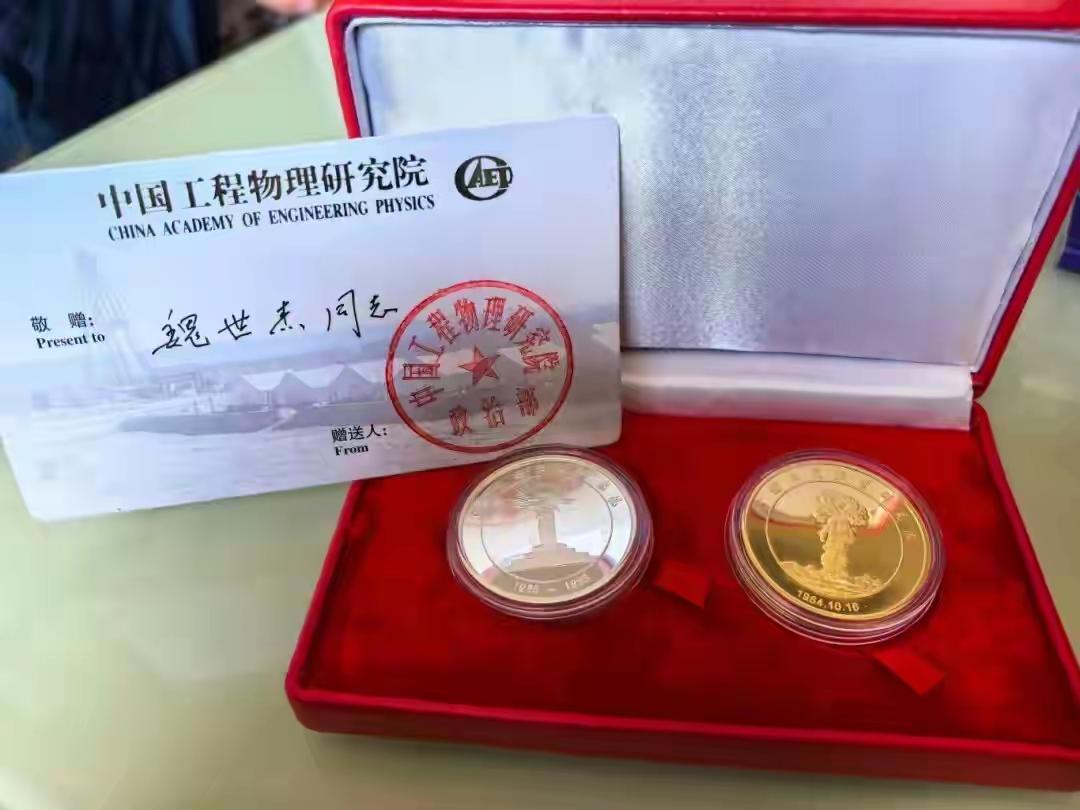 中国工程物理研究院
CAEP
CHINA ACADEMY OF ENGINEERING PHYSICS
敬 赠:
Present to
魏世杰同志
中国工程物理研究院
政治部
赠送人:
From
1964.10.16